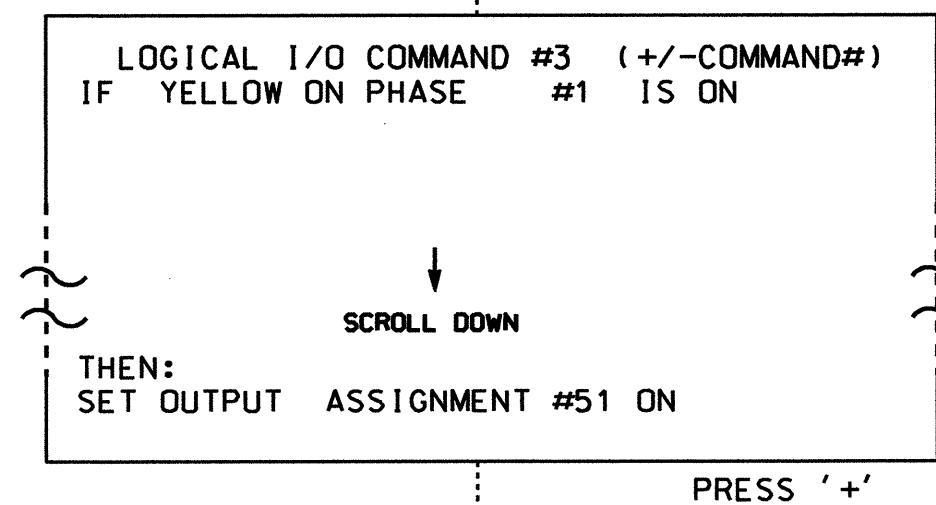 LOGICAL I/O COMMAND #3 (+/-COMMAND#)
IF YELLOW ON PHASE #1 IS ON
SCROLL DOWN
THEN:
SET OUTPUT ASSIGNMENT #51 ON
PRESS '+'